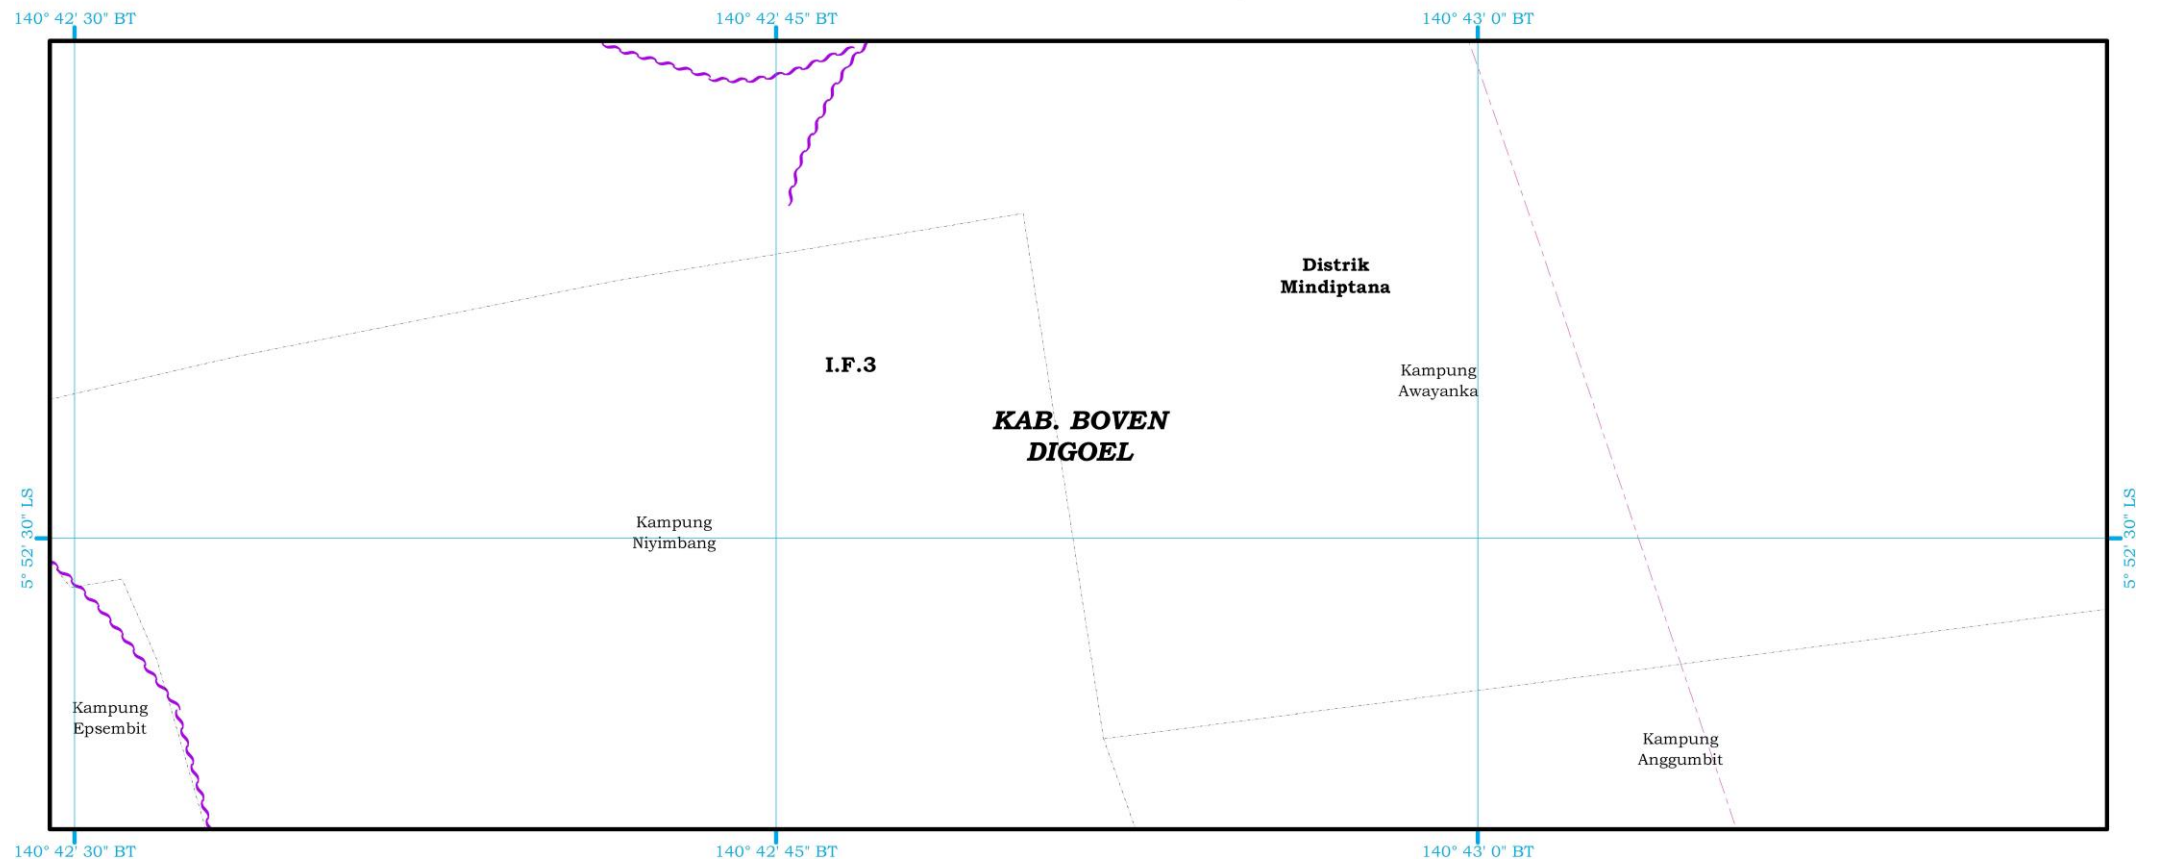 140° 42' 30" BT
140° 42' 45" BT
140° 43' 0" BT
Distrik
Mindiptana
I.F.3
Kampung
Awayanka
KAB. BOVEN
DIGOEL
5° 52' 30" LS
Kampung
Niyimbang
5° 52' 30" LS
Kampung
Epsembit
Kampung
Anggumbit
140° 42' 30" BT
140° 42' 45" BT
140° 43' 0" BT